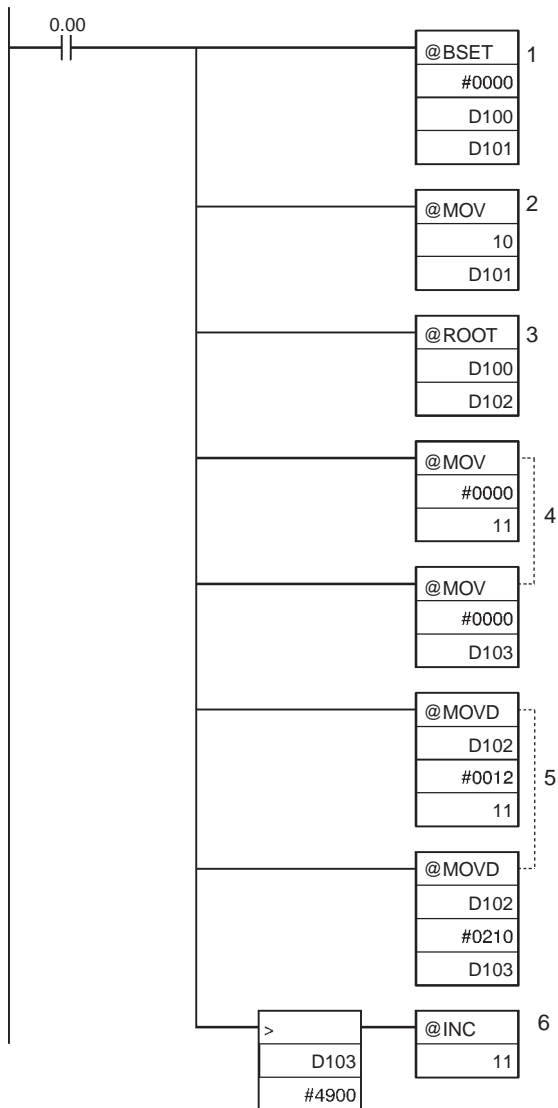 0.00
@BSET 1
#0000
D100
D101
@MOV 2
10
D101
@ROOT 3
D100
D102
@MOV
#0000
11
4
@MOV
#0000
D103
@MOVD
D102
#0012
11
5
@MOVD
D102
#0210
D103
> @INC 6
D103 11
#4900